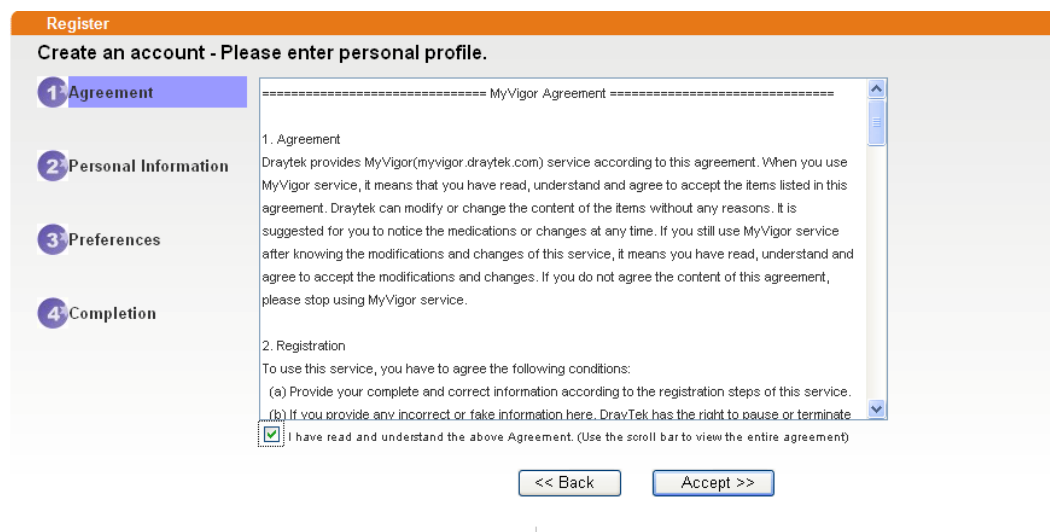 Register
Create an account - Please enter personal profile.
1 Agreement
2 Personal Information
3 Preferences
4 Completion
=============================== MyVigor Agreement ===============================
1. Agreement
Draytek provides MyVigor(myvigor.draytek.com) service according to this agreement. When you use
MyVigor service, it means that you have read, understand and agree to accept the items listed in this
agreement. Draytek can modify or change the content of the items without any reasons. It is
suggested for you to notice the medications or changes at any time. If you still use MyVigor service
after knowing the modifications and changes of this service, it means you have read, understand and
agree to accept the modifications and changes. If you do not agree the content of this agreement,
please stop using MyVigor service.
2. Registration
To use this service, you have to agree the following conditions:
(a) Provide your complete and correct information according to the registration steps of this service.
(b) If you provide any incorrect or fake information here, DrayTek has the right to pause or terminate
I have read and understand the above Agreement. (Use the scroll bar to view the entire agreement)
<< Back
Accept >>